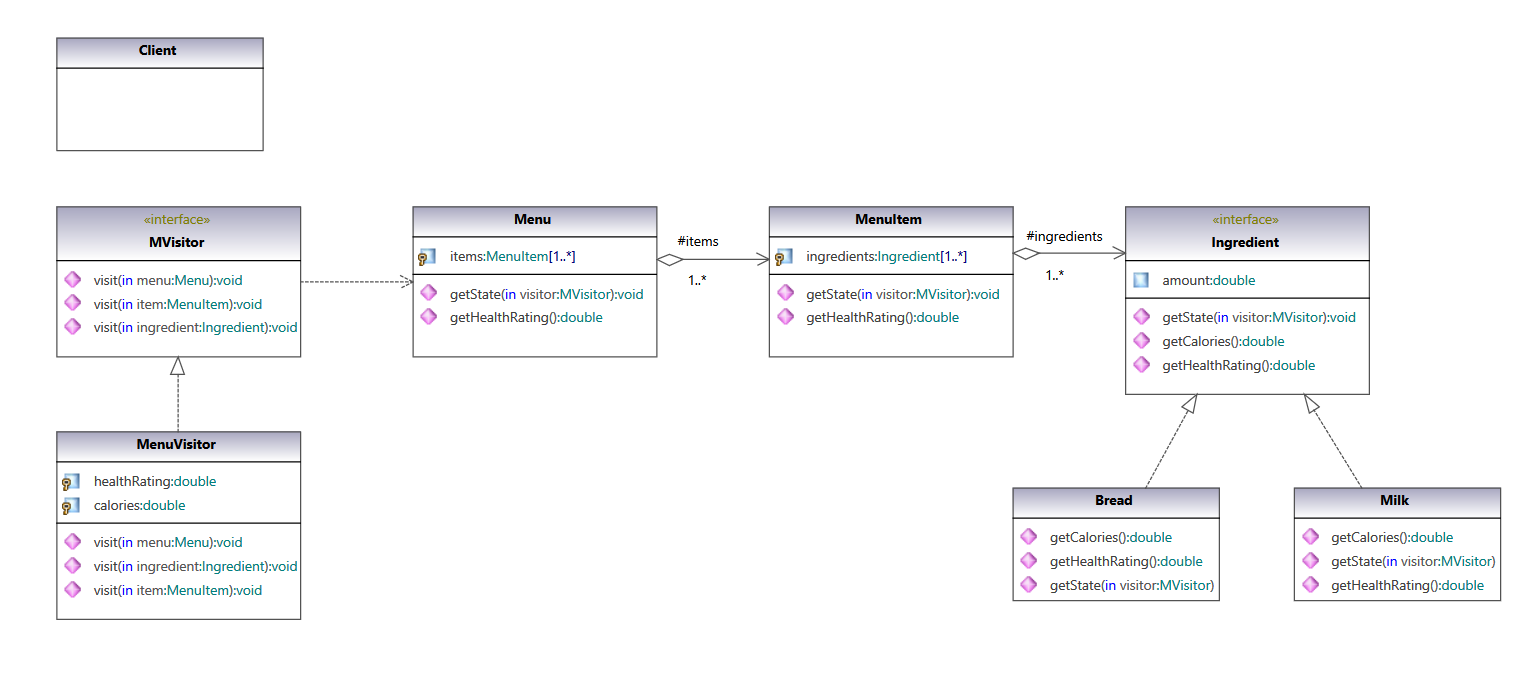 Client
«interface»
MVisitor
visit(in menu:Menu):void
visit(in item:MenuItem):void
visit(in ingredient:Ingredient):void
Menu
items:MenuItem[1..*]
getState(in visitor:MVisitor):void
getHealthRating():double
#items
1..*
MenuItem
ingredients:Ingredient[1..*]
getState(in visitor:MVisitor):void
getHealthRating():double
#ingredients
1..*
«interface»
Ingredient
amount:double
getState(in visitor:MVisitor):void
getCalories():double
getHealthRating():double
MenuVisitor
healthRating:double
calories:double
visit(in menu:Menu):void
visit(in ingredient:Ingredient):void
visit(in item:MenuItem):void
Bread
getCalories():double
getHealthRating():double
getState(in visitor:MVisitor)
Milk
getCalories():double
getState(in visitor:MVisitor)
getHealthRating():double